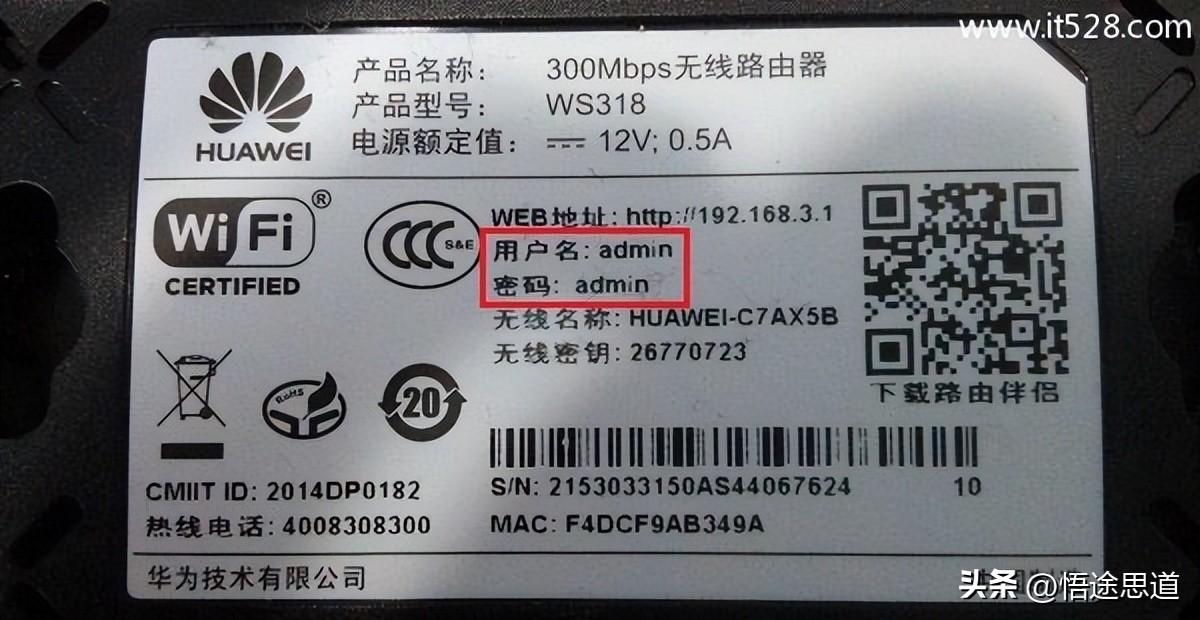 www.it528.com
HUAWEI
产品名称： 300Mbps无线路由器
产品型号： WS318
电源额定值： 12V; 0.5A
Wi Fi ®
CERTIFIED
CCC S&E
WEB地址: http://192.168.3.1
用户名: admin
密码: admin
无线名称: HUAWEI-C7AX5B
无线密钥: 26770723
下载路由伴侣
RoHS
20
CMIIT ID: 2014DP0182
热线电话: 4008308300
S/N: 2153033150AS44067624 10
MAC: F4DCF9AB349A
华为技术有限公司
头条 @悟途思道